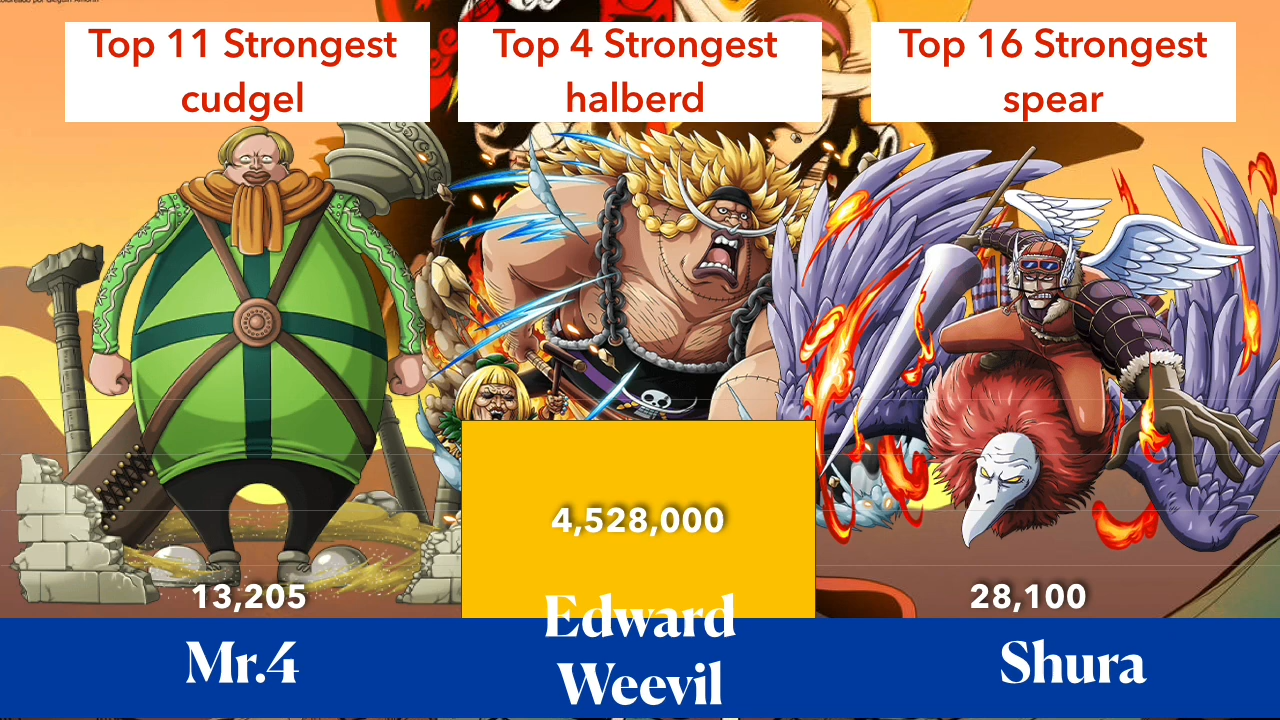 Top 11 Strongest
cudgel
Top 4 Strongest
halberd
Top 16 Strongest
spear
4,528,000
13,205
28,100
Mr.4
Edward
Weevil
Shura